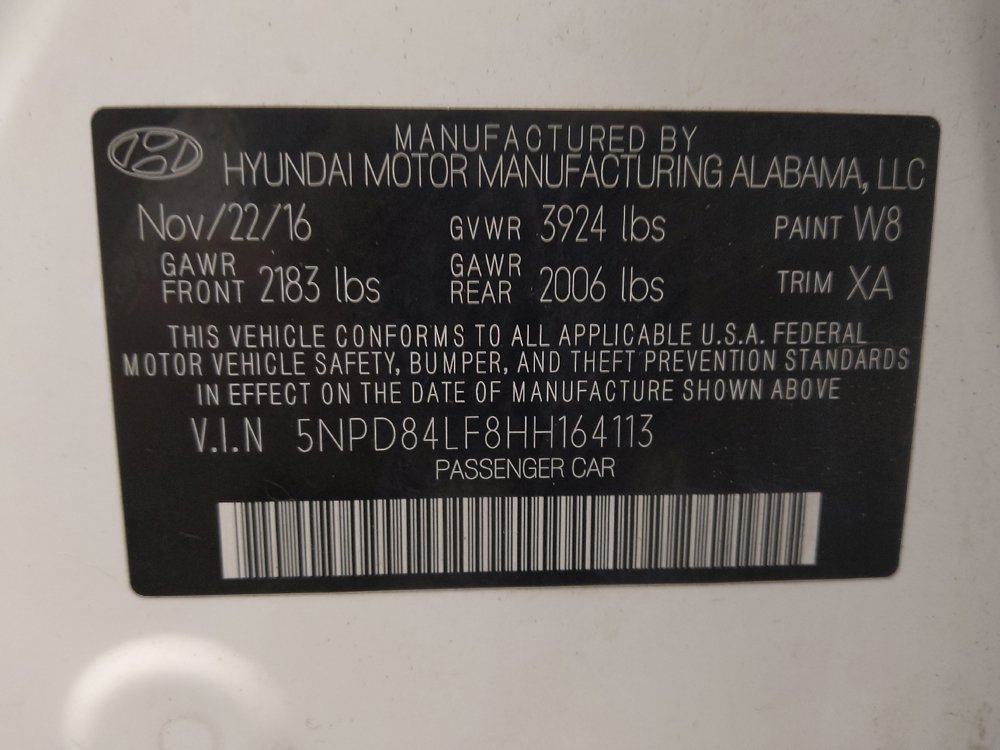 MANUFACTURED BY
HYUNDAI MOTOR MANUFACTURING ALABAMA, LLC
Nov/22/16 GVWR 3924 lbs PAINT W8
GAWR FRONT 2183 lbs GAWR REAR 2006 lbs TRIM XA
THIS VEHICLE CONFORMS TO ALL APPLICABLE U.S.A. FEDERAL
MOTOR VEHICLE SAFETY, BUMPER, AND THEFT PREVENTION STANDARDS
IN EFFECT ON THE DATE OF MANUFACTURE SHOWN ABOVE
V.I.N 5NPD84LF8HH164113
PASSENGER CAR